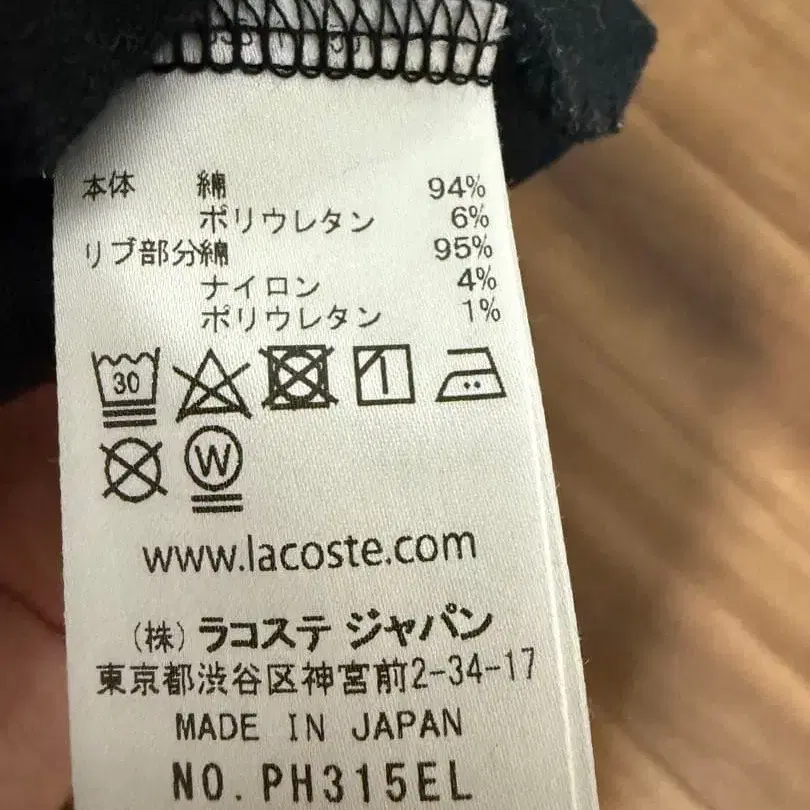 本体 綿 94%
ポリウレタン 6%
リブ部分綿 95%
ナイロン 4%
ポリウレタン 1%
30
W
www.lacoste.com
(株) ラコステ ジャパン
東京都渋谷区神宮前2-34-17
MADE IN JAPAN
NO. PH315EL